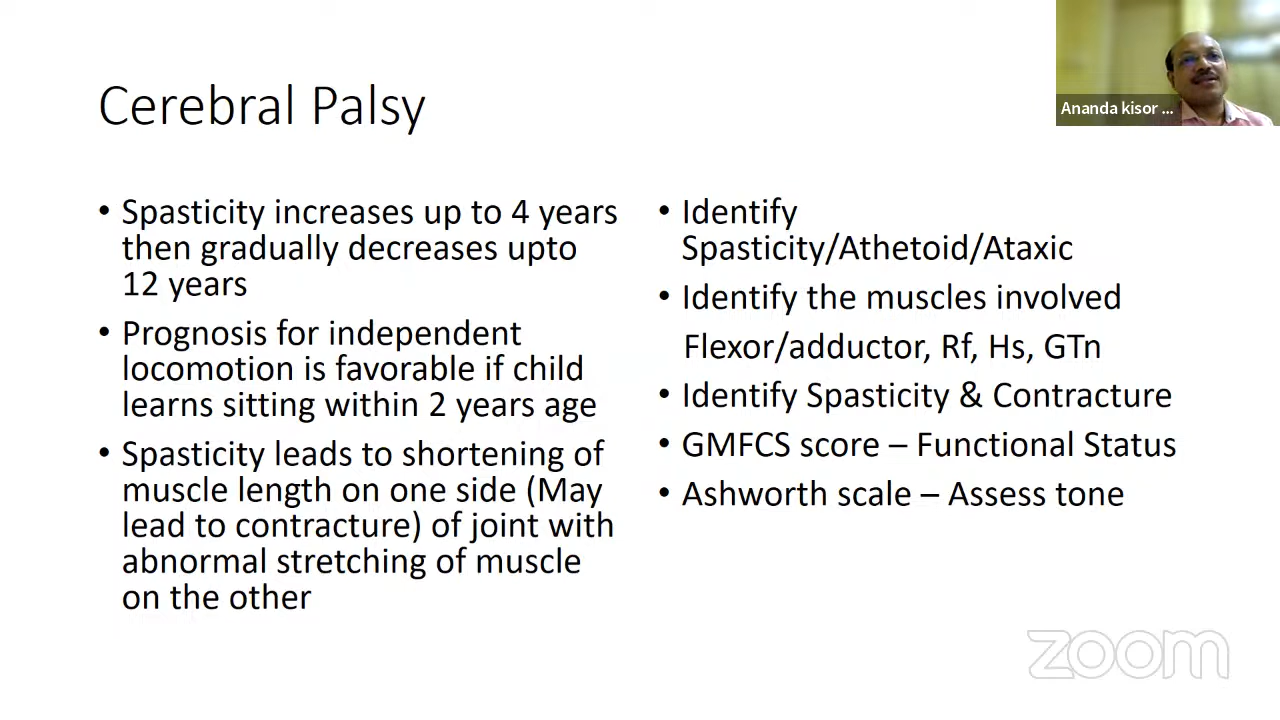 Cerebral Palsy
• Spasticity increases up to 4 years
then gradually decreases upto
12 years
• Prognosis for independent
locomotion is favorable if child
learns sitting within 2 years age
• Spasticity leads to shortening of
muscle length on one side (May
lead to contracture) of joint with
abnormal stretching of muscle
on the other
• Identify
Spasticity/Athetoid/Ataxic
• Identify the muscles involved
Flexor/adductor, Rf, Hs, GTn
• Identify Spasticity & Contracture
• GMFCS score – Functional Status
• Ashworth scale – Assess tone
Ananda kisor ...
zoom